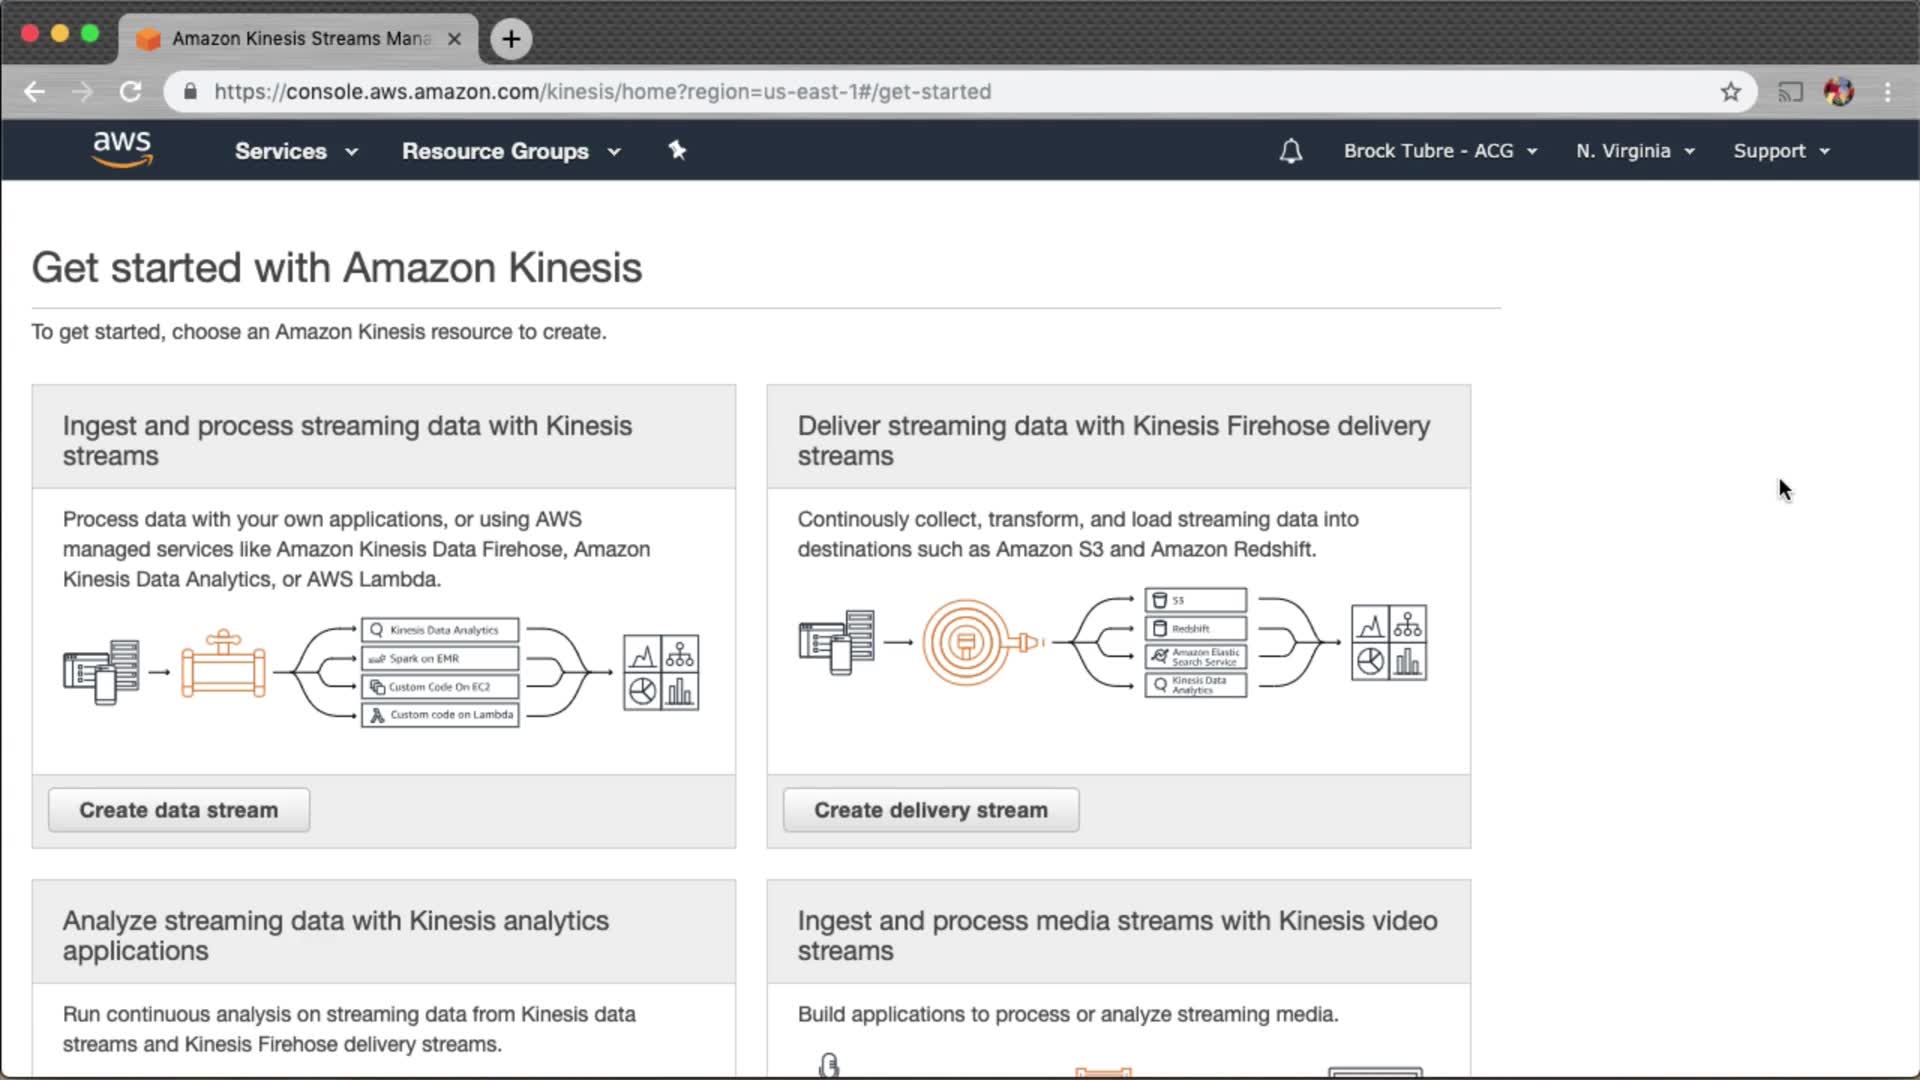 Amazon Kinesis Streams Mana
https://console.aws.amazon.com/kinesis/home?region=us-east-1#/get-started
aws
Services
Resource Groups
Brock Tubre - ACG
N. Virginia
Support
Get started with Amazon Kinesis
To get started, choose an Amazon Kinesis resource to create.
Ingest and process streaming data with Kinesis
streams
Process data with your own applications, or using AWS
managed services like Amazon Kinesis Data Firehose, Amazon
Kinesis Data Analytics, or AWS Lambda.
Kinesis Data Analytics
Spark on EMR
Custom Code On EC2
Custom code on Lambda
Create data stream
Deliver streaming data with Kinesis Firehose delivery
streams
Continously collect, transform, and load streaming data into
destinations such as Amazon S3 and Amazon Redshift.
S3
Redshift
Amazon Elastic
Search Service
Kinesis Data
Analytics
Create delivery stream
Analyze streaming data with Kinesis analytics
applications
Run continuous analysis on streaming data from Kinesis data
streams and Kinesis Firehose delivery streams.
Ingest and process media streams with Kinesis video
streams
Build applications to process or analyze streaming media.